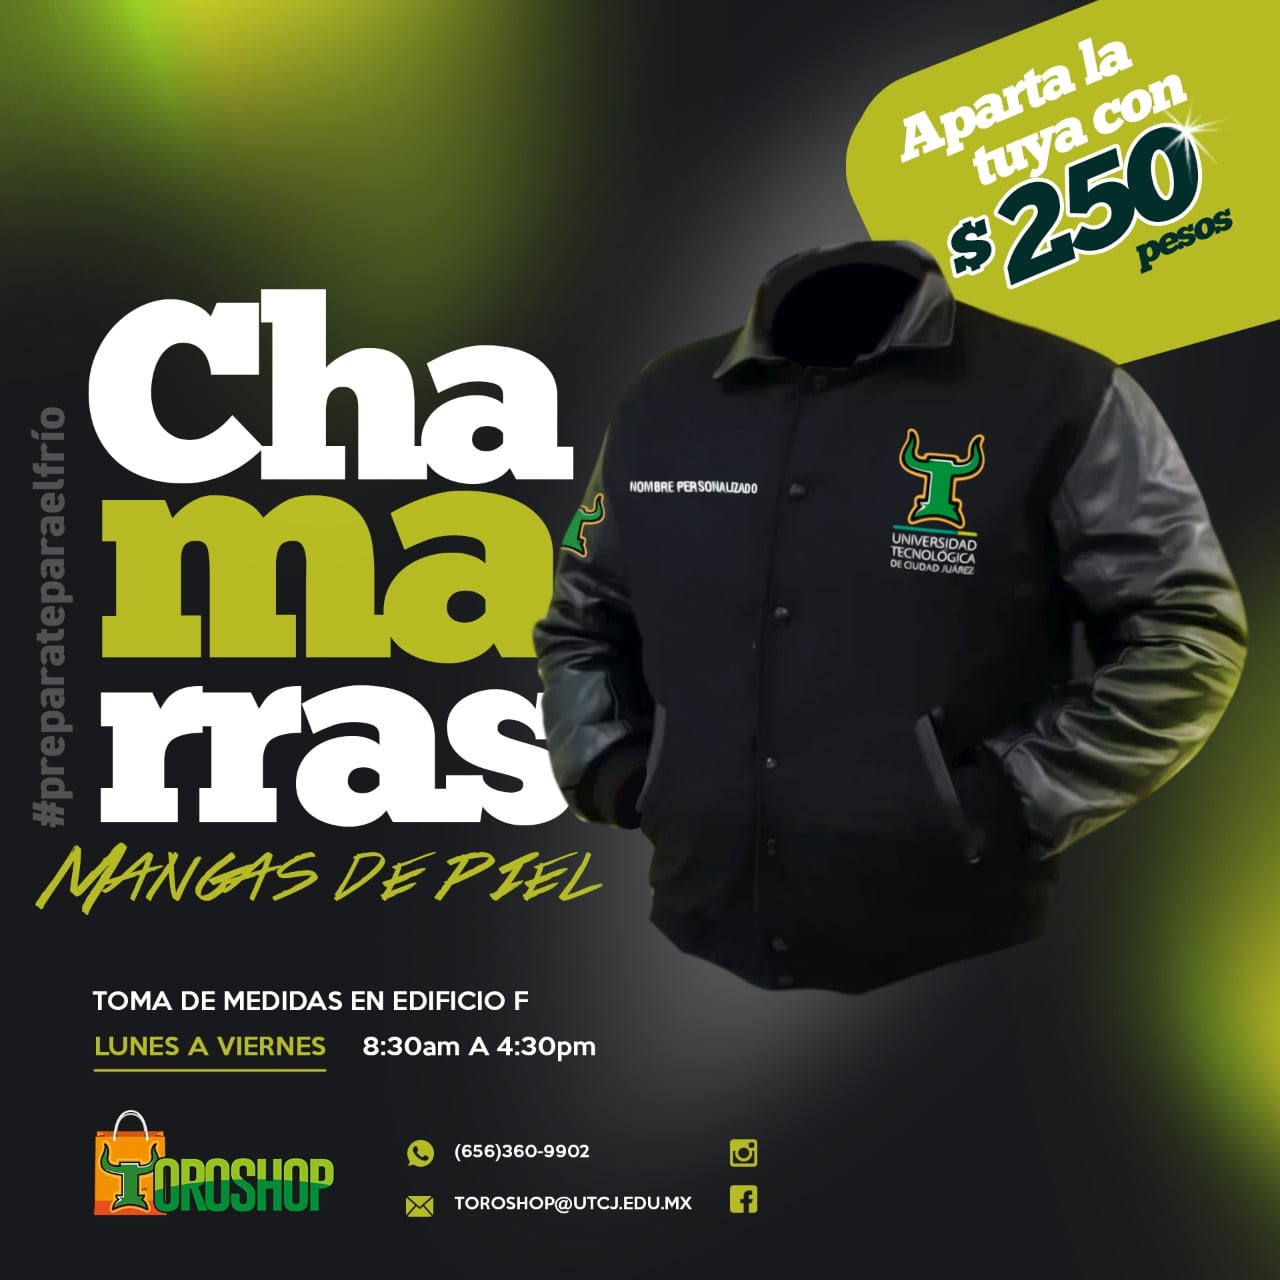 Aparta la
tuya con
$250
pesos
#preparateparaelfrío
Cha
ma
rras
MANGAS DE PIEL
NOMBRE PERSONALIZADO
UNIVERSIDAD
TECNOLÓGICA
DE CIUDAD JUÁREZ
TOMA DE MEDIDAS EN EDIFICIO F
LUNES A VIERNES 8:30am A 4:30pm
TOROSHOP
(656)360-9902
TOROSHOP@UTCJ.EDU.MX